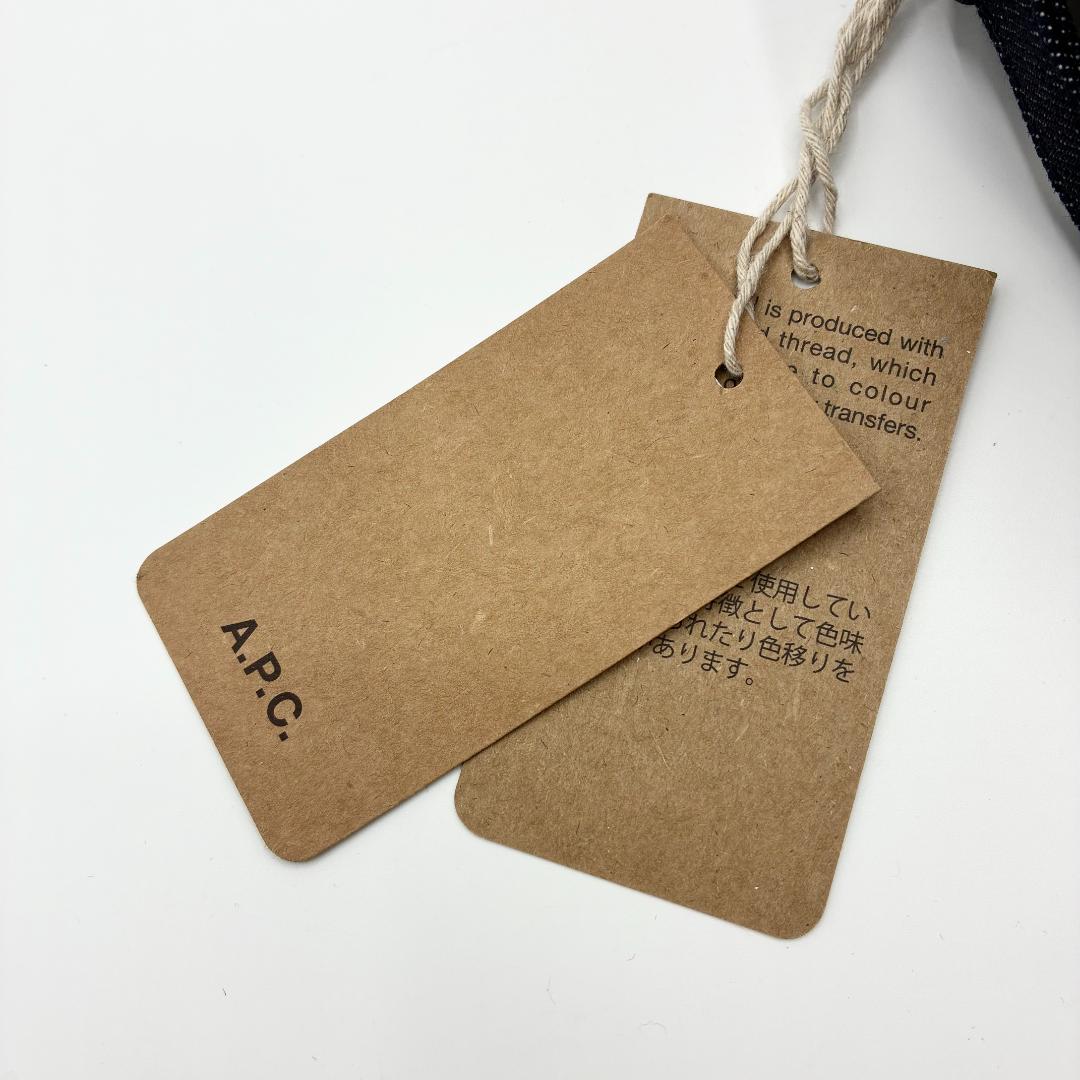 A.P.C.
is produced with
thread, which
to colour
transfers.
使用してい
徴として色味
れたり色移りを
あります。